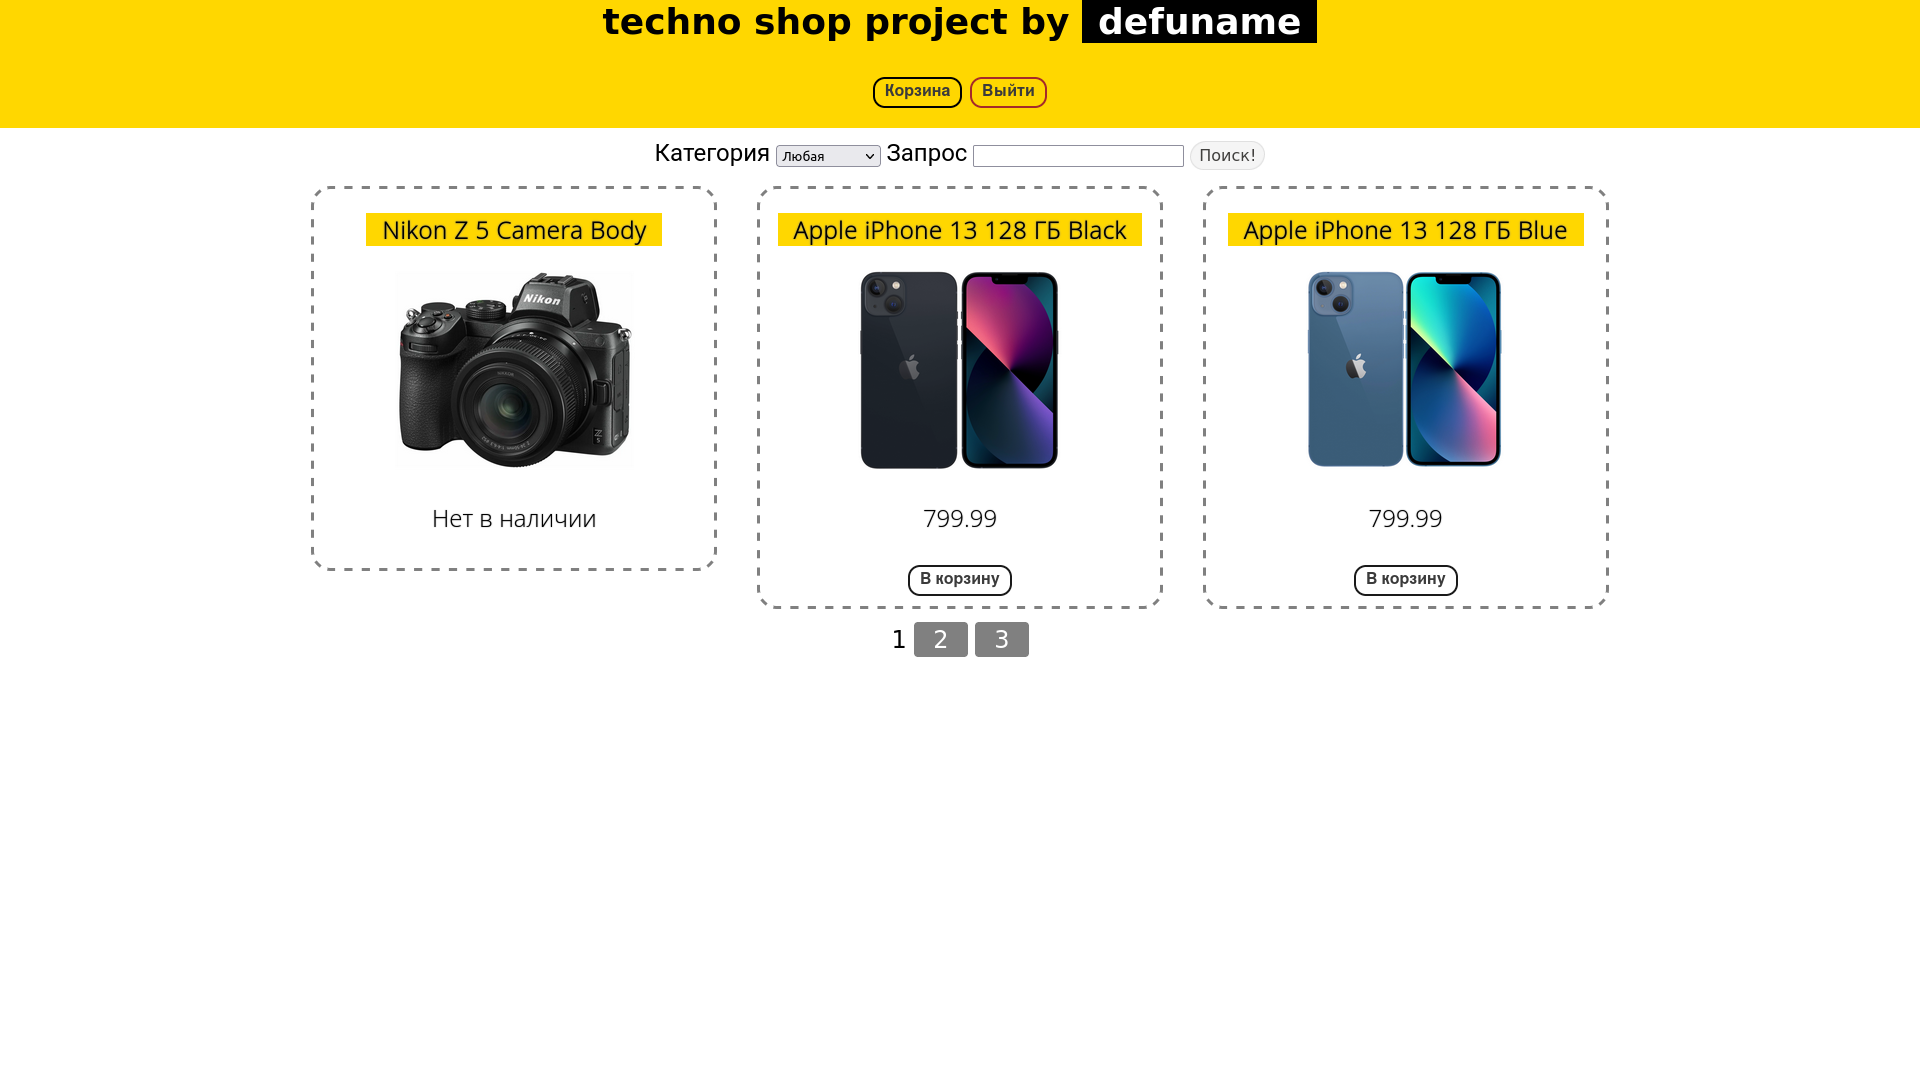 techno shop project by defuname
Корзина Выйти
Категория Любая Запрос Поиск!
Nikon Z 5 Camera Body
Nikon
Нет в наличии
Apple iPhone 13 128 ГБ Black
799.99
В корзину
Apple iPhone 13 128 ГБ Blue
799.99
В корзину
1 2 3